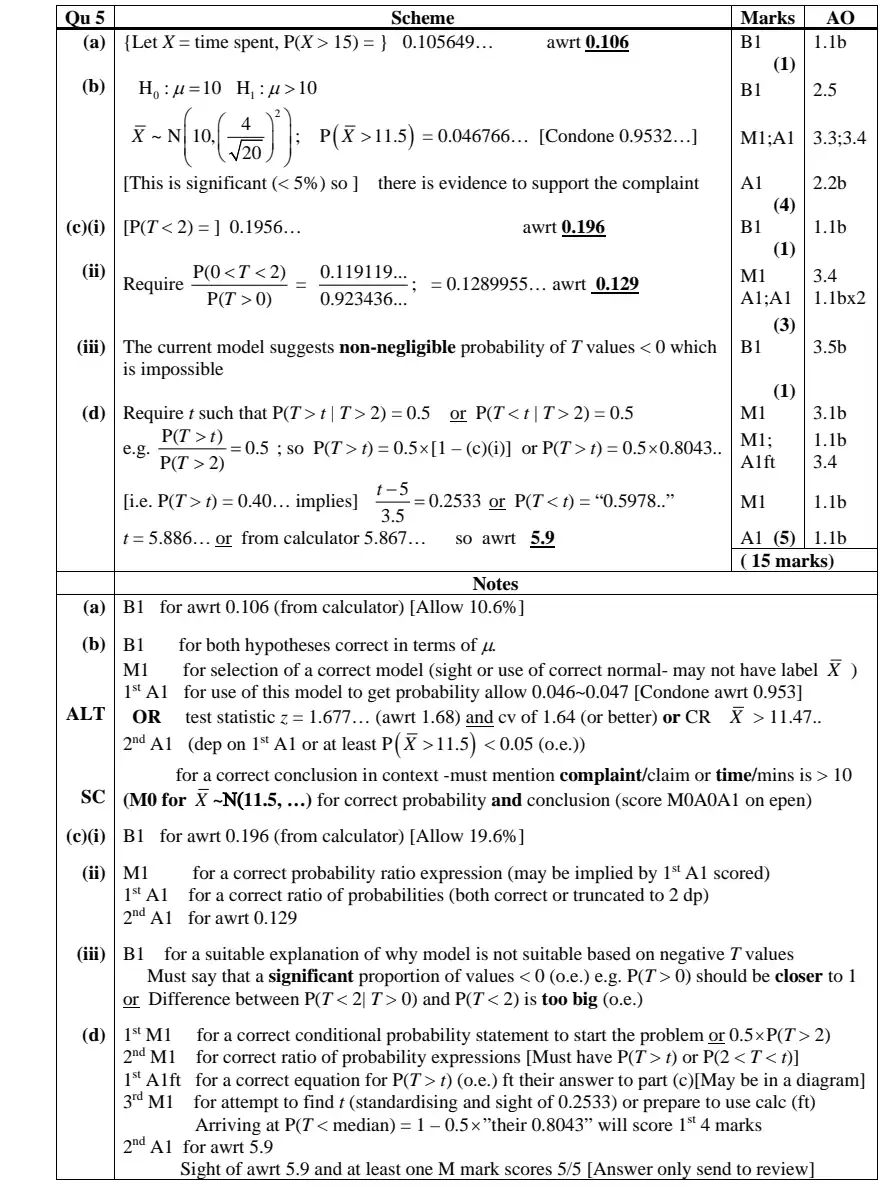 Qu 5 Scheme Marks AO
(a) {Let X = time spent, P(X > 15) = } 0.105649… awrt 0.106 B1 1.1b
(1)
(b) H₀ : μ = 10 H₁ : μ > 10 B1 2.5
X̅ ~ N(10, (4/√20)²); P(X̅ > 11.5) = 0.046766… [Condone 0.9532…] M1;A1 3.3;3.4
[This is significant (< 5%) so ] there is evidence to support the complaint A1 2.2b
(4)
(c)(i) [P(T < 2) = ] 0.1956… awrt 0.196 B1 1.1b
(1)
(ii) Require P(0 < T < 2)/P(T > 0) = 0.119119.../0.923436... ; = 0.1289955… awrt 0.129 M1 3.4
A1;A1 1.1bx2
(3)
(iii) The current model suggests non-negligible probability of T values < 0 which B1 3.5b
is impossible
(1)
(d) Require t such that P(T > t | T > 2) = 0.5 or P(T < t | T > 2) = 0.5 M1 3.1b
e.g. P(T > t)/P(T > 2) = 0.5 ; so P(T > t) = 0.5×[1 – (c)(i)] or P(T > t) = 0.5×0.8043.. M1; 1.1b
A1ft 3.4
[i.e. P(T > t) = 0.40… implies] (t − 5)/3.5 = 0.2533 or P(T < t) = “0.5978..” M1 1.1b
t = 5.886… or from calculator 5.867… so awrt 5.9 A1 (5) 1.1b
( 15 marks)
Notes
(a) B1 for awrt 0.106 (from calculator) [Allow 10.6%]
(b) B1 for both hypotheses correct in terms of μ.
M1 for selection of a correct model (sight or use of correct normal- may not have label X̅ )
1st A1 for use of this model to get probability allow 0.046~0.047 [Condone awrt 0.953]
ALT OR test statistic z = 1.677… (awrt 1.68) and cv of 1.64 (or better) or CR X̅ > 11.47..
2nd A1 (dep on 1st A1 or at least P(X̅ > 11.5) < 0.05 (o.e.))
for a correct conclusion in context -must mention complaint/claim or time/mins is > 10
SC (M0 for X̅ ~N(11.5, …) for correct probability and conclusion (score M0A0A1 on epen)
(c)(i) B1 for awrt 0.196 (from calculator) [Allow 19.6%]
(ii) M1 for a correct probability ratio expression (may be implied by 1st A1 scored)
1st A1 for a correct ratio of probabilities (both correct or truncated to 2 dp)
2nd A1 for awrt 0.129
(iii) B1 for a suitable explanation of why model is not suitable based on negative T values
Must say that a significant proportion of values < 0 (o.e.) e.g. P(T > 0) should be closer to 1
or Difference between P(T < 2| T > 0) and P(T < 2) is too big (o.e.)
(d) 1st M1 for a correct conditional probability statement to start the problem or 0.5×P(T > 2)
2nd M1 for correct ratio of probability expressions [Must have P(T > t) or P(2 < T < t)]
1st A1ft for a correct equation for P(T > t) (o.e.) ft their answer to part (c)[May be in a diagram]
3rd M1 for attempt to find t (standardising and sight of 0.2533) or prepare to use calc (ft)
Arriving at P(T < median) = 1 – 0.5×”their 0.8043” will score 1st 4 marks
2nd A1 for awrt 5.9
Sight of awrt 5.9 and at least one M mark scores 5/5 [Answer only send to review]